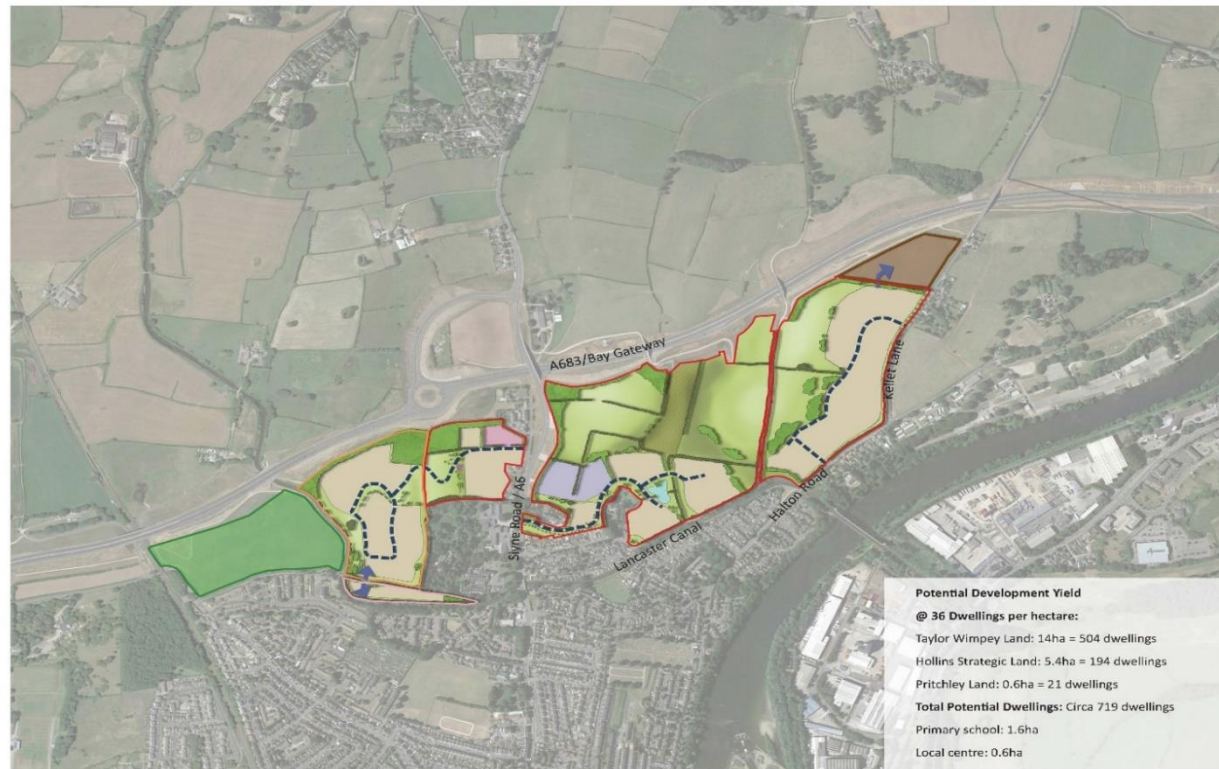 A683/Bay Gateway
Kellet Lane
Slyne Road / A6
Halton Road
Lancaster Canal
Potential Development Yield
@ 36 Dwellings per hectare:
Taylor Wimpey Land: 14ha = 504 dwellings
Hollins Strategic Land: 5.4ha = 194 dwellings
Pritchley Land: 0.6ha = 21 dwellings
Total Potential Dwellings: Circa 719 dwellings
Primary school: 1.6ha
Local centre: 0.6ha